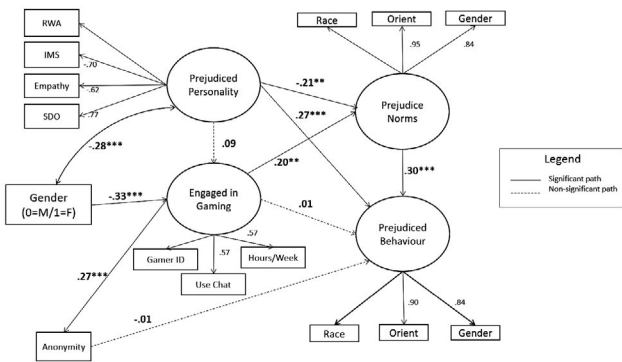 Race
Orient
Gender
RWA
IMS
Empathy
SDO
-.70
-.62
-.77
.95
.84
Prejudiced
Personality
Prejudice
Norms
-.21**
.27***
.09
-.28***
.20**
.30***
Legend
Significant path
Non-significant path
Gender
(0=M/1=F)
-.33***
Engaged in
Gaming
.01
Prejudiced
Behaviour
.57
.57
Gamer ID
Hours/Week
Use Chat
.27***
-.01
.90
.84
Anonymity
Race
Orient
Gender